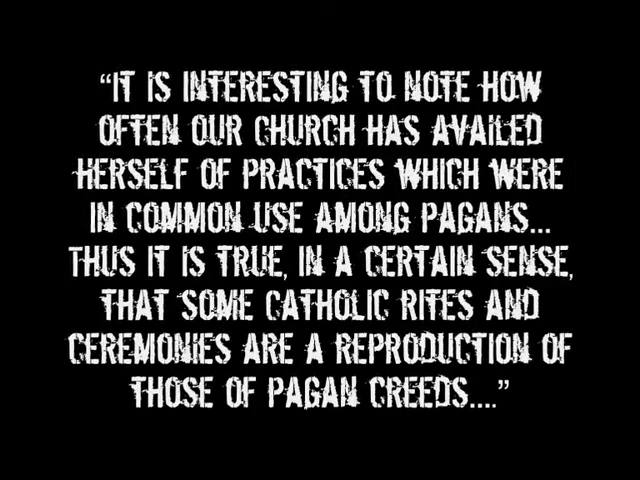 “IT IS INTERESTING TO NOTE HOW
OFTEN OUR CHURCH HAS AVAILED
HERSELF OF PRACTICES WHICH WERE
IN COMMON USE AMONG PAGANS...
THUS IT IS TRUE, IN A CERTAIN SENSE,
THAT SOME CATHOLIC RITES AND
CEREMONIES ARE A REPRODUCTION OF
THOSE OF PAGAN CREEDS....”